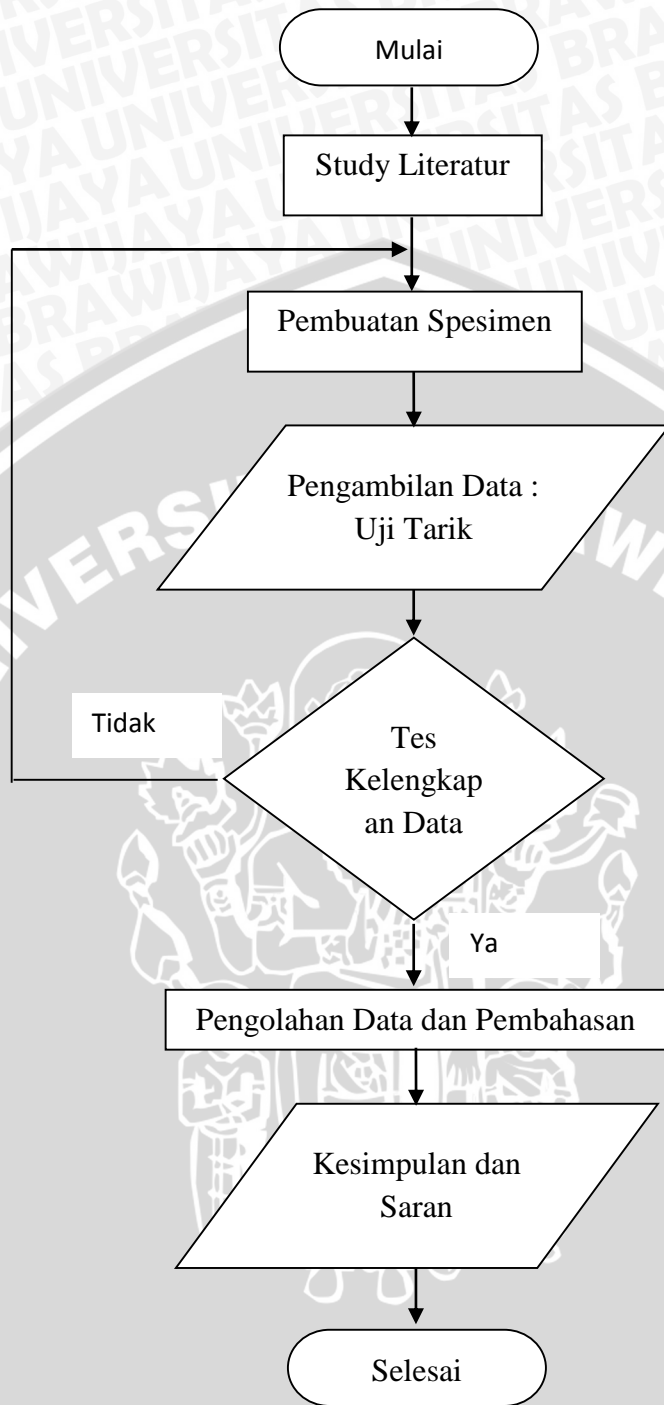 Mulai
Study Literatur
Pembuatan Spesimen
Pengambilan Data :
Uji Tarik
Tidak
Tes
Kelengkap
an Data
Ya
Pengolahan Data dan Pembahasan
Kesimpulan dan
Saran
Selesai